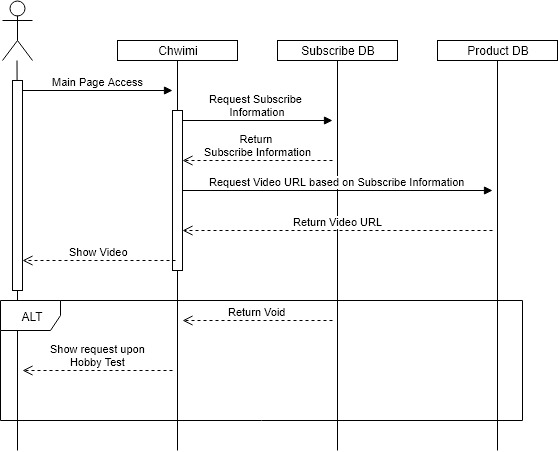 Chwimi
Subscribe DB
Product DB
Main Page Access
Request Subscribe
Information
Return
Subscribe Information
Request Video URL based on Subscribe Information
Return Video URL
Show Video
ALT
Return Void
Show request upon
Hobby Test